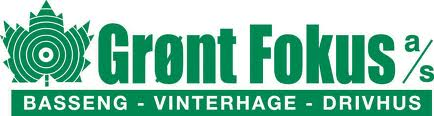 Grønt Fokus a/s
BASSENG - VINTERHAGE - DRIVHUS